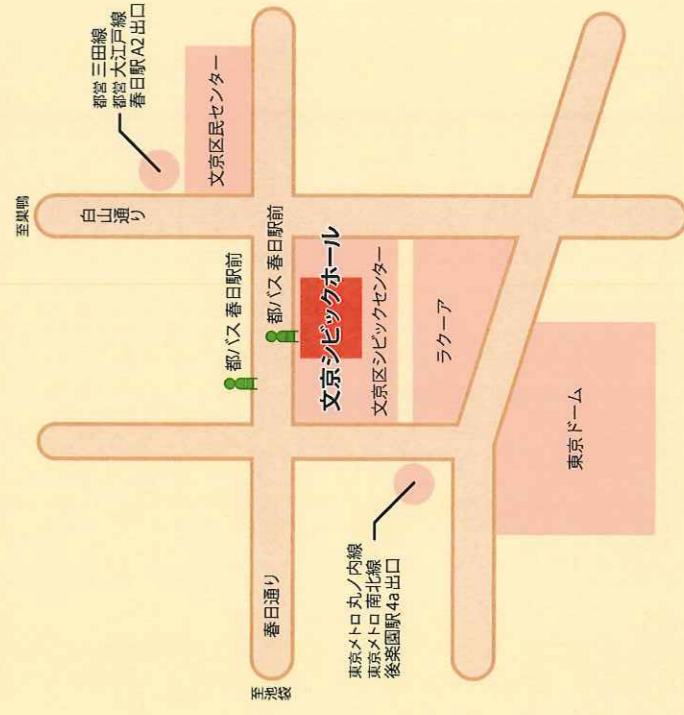 至巣鴨
白山通り
都営 三田線
都営 大江戸線
春日駅 A2 出口
文京区民センター
都バス 春日駅前
都バス 春日駅前
文京シビックホール
文京区シビックセンター
ラクーア
東京ドーム
春日通り
至池袋
東京メトロ 丸ノ内線
東京メトロ 南北線
後楽園駅 4a 出口